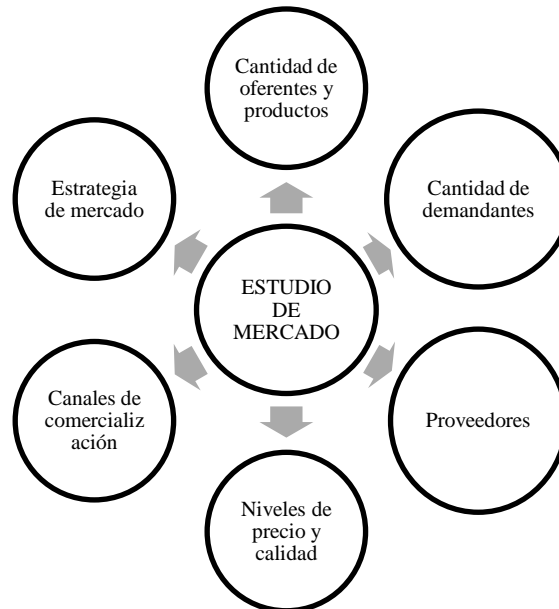 Cantidad de
oferentes y
productos
Estrategia
de mercado
Cantidad de
demandantes
ESTUDIO
DE
MERCADO
Canales de
comercializ
ación
Proveedores
Niveles de
precio y
calidad